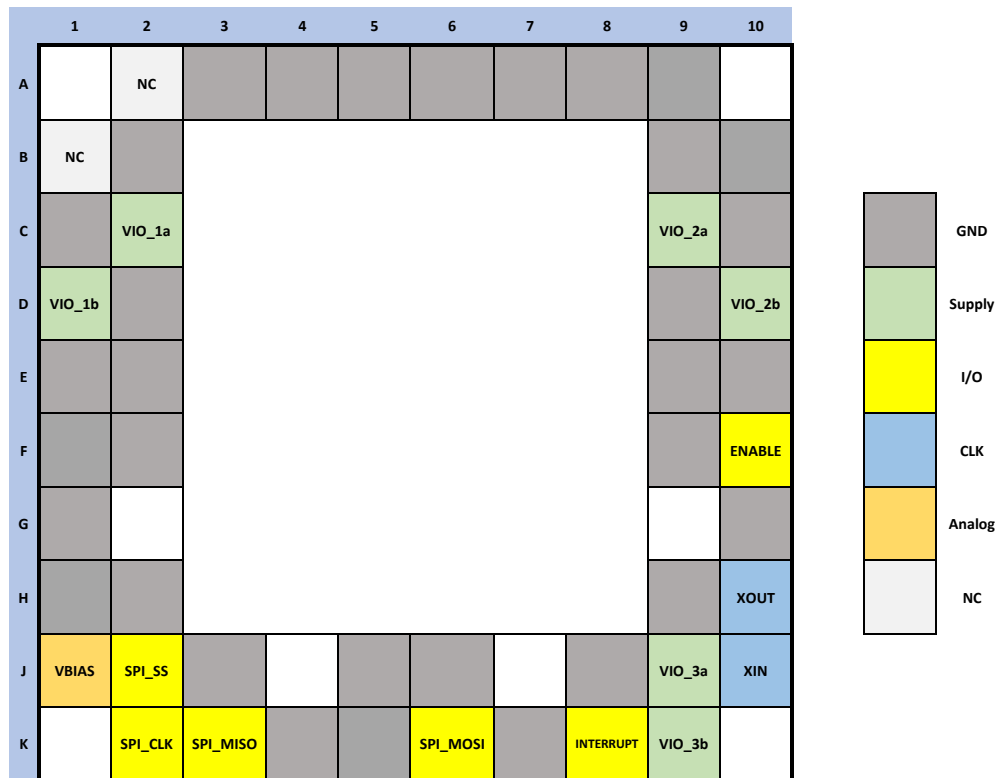 1 2 3 4 5 6 7 8 9 10
A NC
B NC
C VIO_1a VIO_2a GND
D VIO_1b VIO_2b Supply
E I/O
F ENABLE CLK
G Analog
H XOUT NC
J VBIAS SPI_SS VIO_3a XIN
K SPI_CLK SPI_MISO SPI_MOSI INTERRUPT VIO_3b